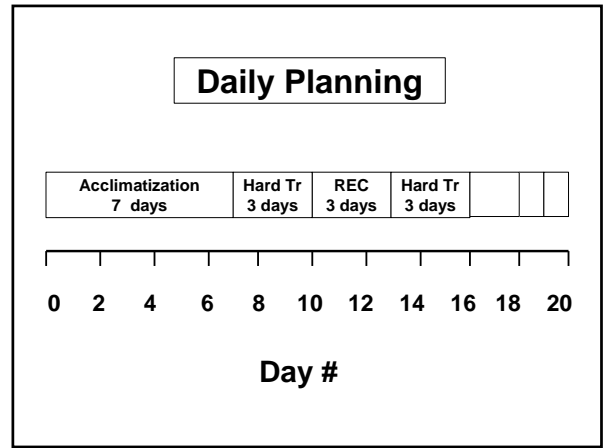 Daily Planning
Acclimatization Hard Tr REC Hard Tr
7 days 3 days 3 days 3 days
0 2 4 6 8 10 12 14 16 18 20
Day #